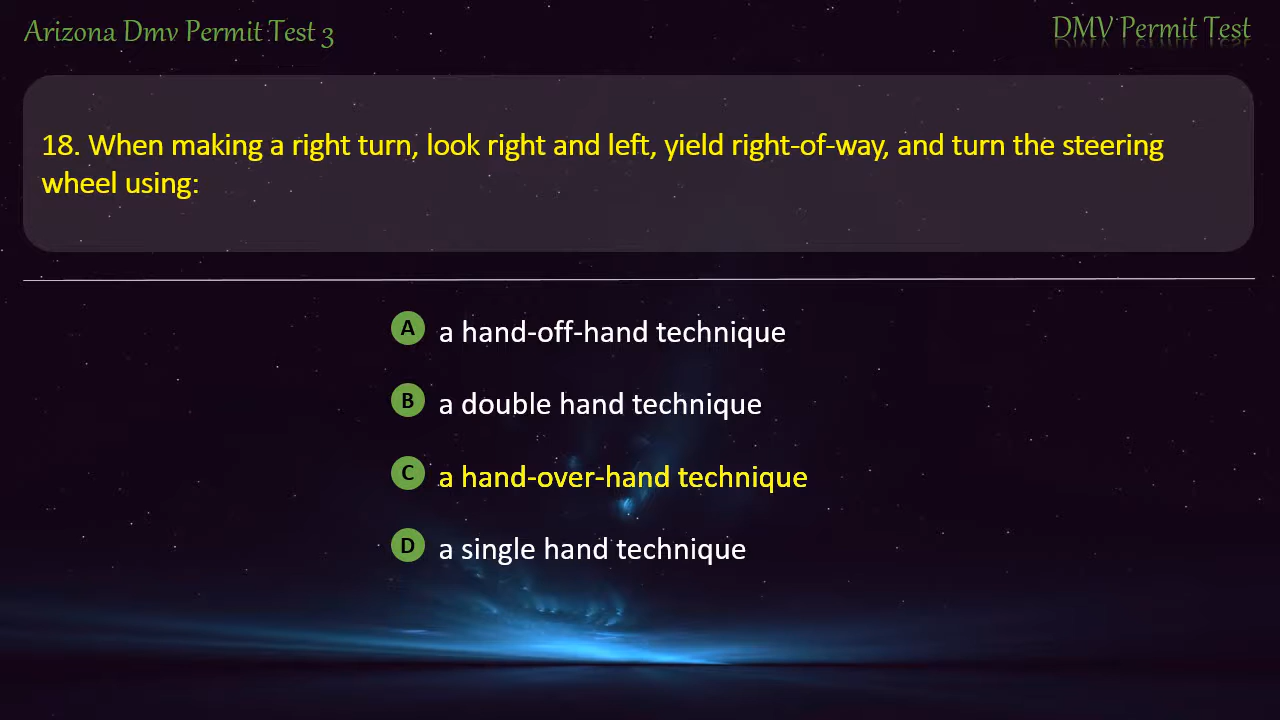 Arizona Dmv Permit Test 3
DMV Permit Test
18. When making a right turn, look right and left, yield right-of-way, and turn the steering
wheel using:
A a hand-off-hand technique
B a double hand technique
C a hand-over-hand technique
D a single hand technique